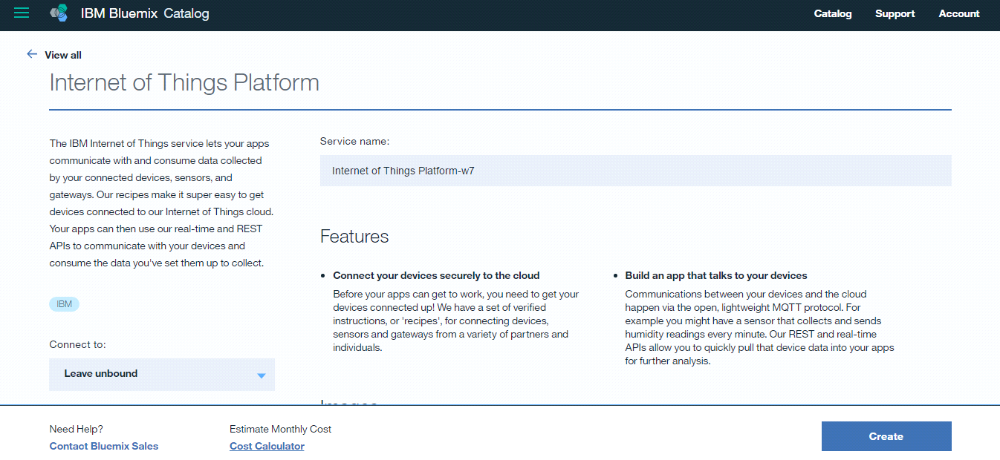 IBM Bluemix Catalog
Catalog Support Account
View all
Internet of Things Platform
The IBM Internet of Things service lets your apps
communicate with and consume data collected
by your connected devices, sensors, and
gateways. Our recipes make it super easy to get
devices connected to our Internet of Things cloud.
Your apps can then use our real-time and REST
APIs to communicate with your devices and
consume the data you've set them up to collect.
IBM
Connect to:
Leave unbound
Service name:
Internet of Things Platform-w7
Features
Connect your devices securely to the cloud
Before your apps can get to work, you need to get your
devices connected up! We have a set of verified
instructions, or 'recipes', for connecting devices,
sensors and gateways from a variety of partners and
individuals.
Build an app that talks to your devices
Communications between your devices and the cloud
happen via the open, lightweight MQTT protocol. For
example you might have a sensor that collects and sends
humidity readings every minute. Our REST and real-time
APIs allow you to quickly pull that device data into your apps
for further analysis.
Need Help?
Contact Bluemix Sales
Estimate Monthly Cost
Cost Calculator
Create